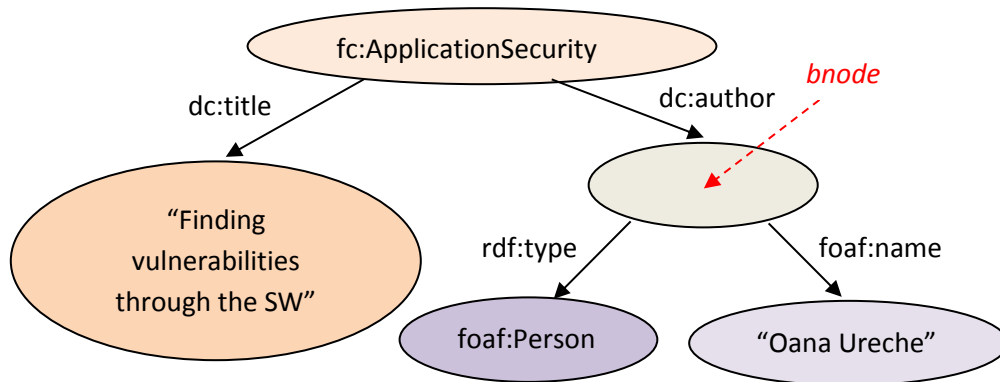 fc:ApplicationSecurity
bnode
dc:title
dc:author
“Finding
vulnerabilities
through the SW”
rdf:type
foaf:name
foaf:Person
“Oana Ureche”